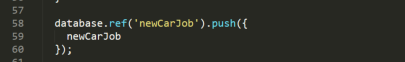 57
58 database.ref('newCarJob').push({
59 newCarJob
60 });
61